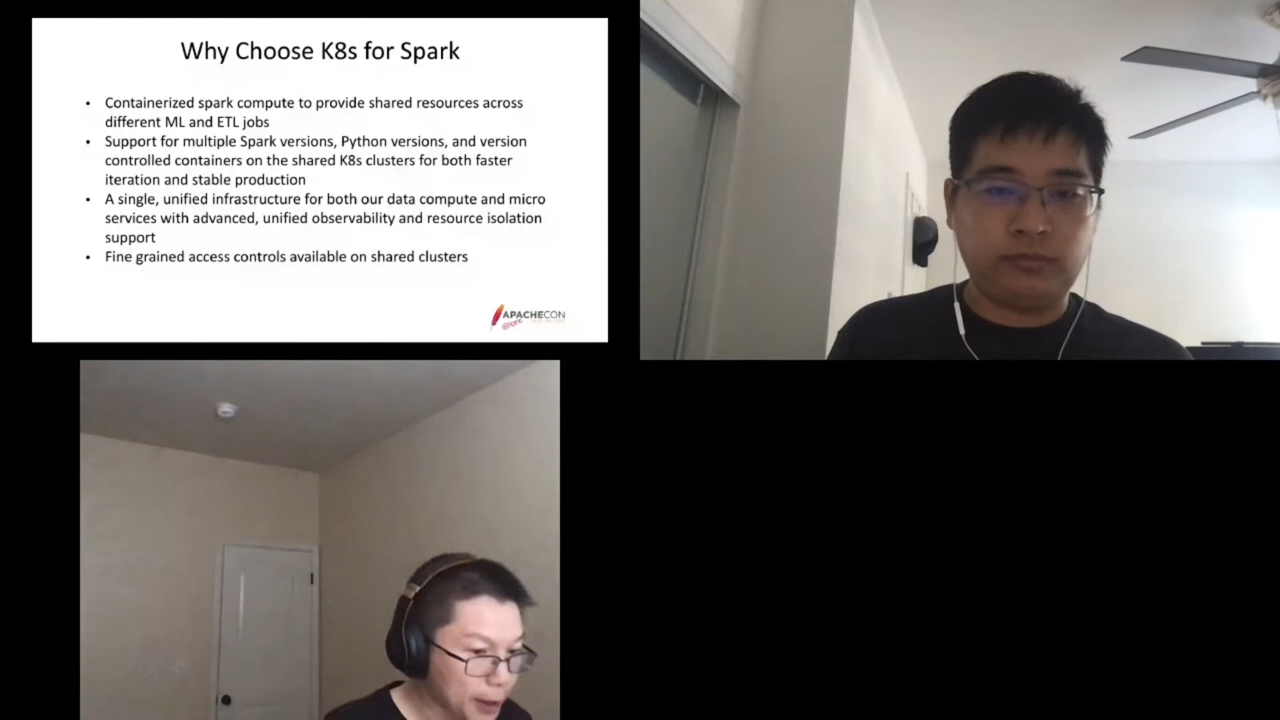 Why Choose K8s for Spark
• Containerized spark compute to provide shared resources across
different ML and ETL jobs
• Support for multiple Spark versions, Python versions, and version
controlled containers on the shared K8s clusters for both faster
iteration and stable production
• A single, unified infrastructure for both our data compute and micro
services with advanced, unified observability and resource isolation
support
• Fine grained access controls available on shared clusters
APACHECON
@Home